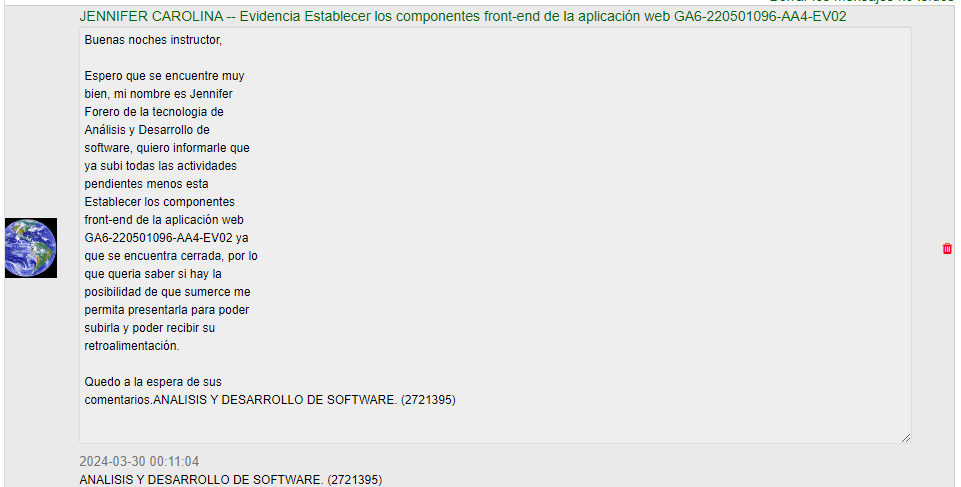 JENNIFER CAROLINA -- Evidencia Establecer los componentes front-end de la aplicación web GA6-220501096-AA4-EV02
Buenas noches instructor,
Espero que se encuentre muy
bien, mi nombre es Jennifer
Forero de la tecnologia de
Análisis y Desarrollo de
software, quiero informarle que
ya subi todas las actividades
pendientes menos esta
Establecer los componentes
front-end de la aplicación web
GA6-220501096-AA4-EV02 ya
que se encuentra cerrada, por lo
que queria saber si hay la
posibilidad de que sumerce me
permita presentarla para poder
subirla y poder recibir su
retroalimentación.
Quedo a la espera de sus
comentarios.ANALISIS Y DESARROLLO DE SOFTWARE. (2721395)
2024-03-30 00:11:04
ANALISIS Y DESARROLLO DE SOFTWARE. (2721395)